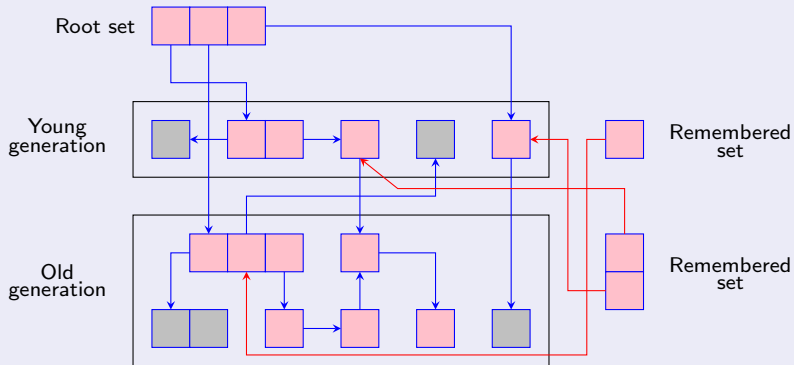 Root set
Young
generation
Remembered
set
Old
generation
Remembered
set